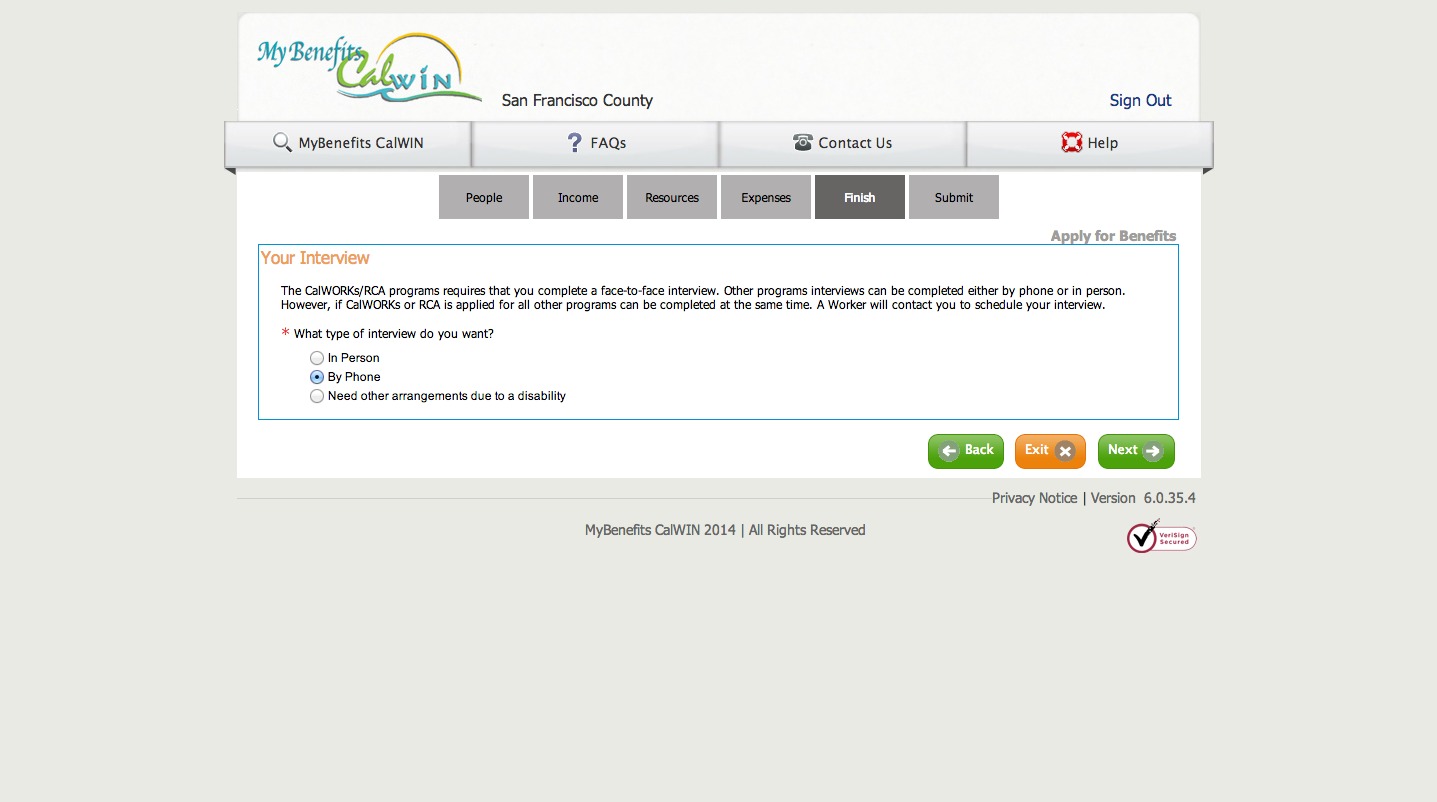 My Benefits
CalWIN
San Francisco County
Sign Out
MyBenefits CalWIN
? FAQs
Contact Us
Help
People
Income
Resources
Expenses
Finish
Submit
Apply for Benefits
Your Interview
The CalWORKs/RCA programs requires that you complete a face-to-face interview. Other programs interviews can be completed either by phone or in person.
However, if CalWORKs or RCA is applied for all other programs can be completed at the same time. A Worker will contact you to schedule your interview.
* What type of interview do you want?
In Person
By Phone
Need other arrangements due to a disability
Back
Exit
Next
Privacy Notice | Version 6.0.35.4
MyBenefits CalWIN 2014 | All Rights Reserved
VeriSign
Secured